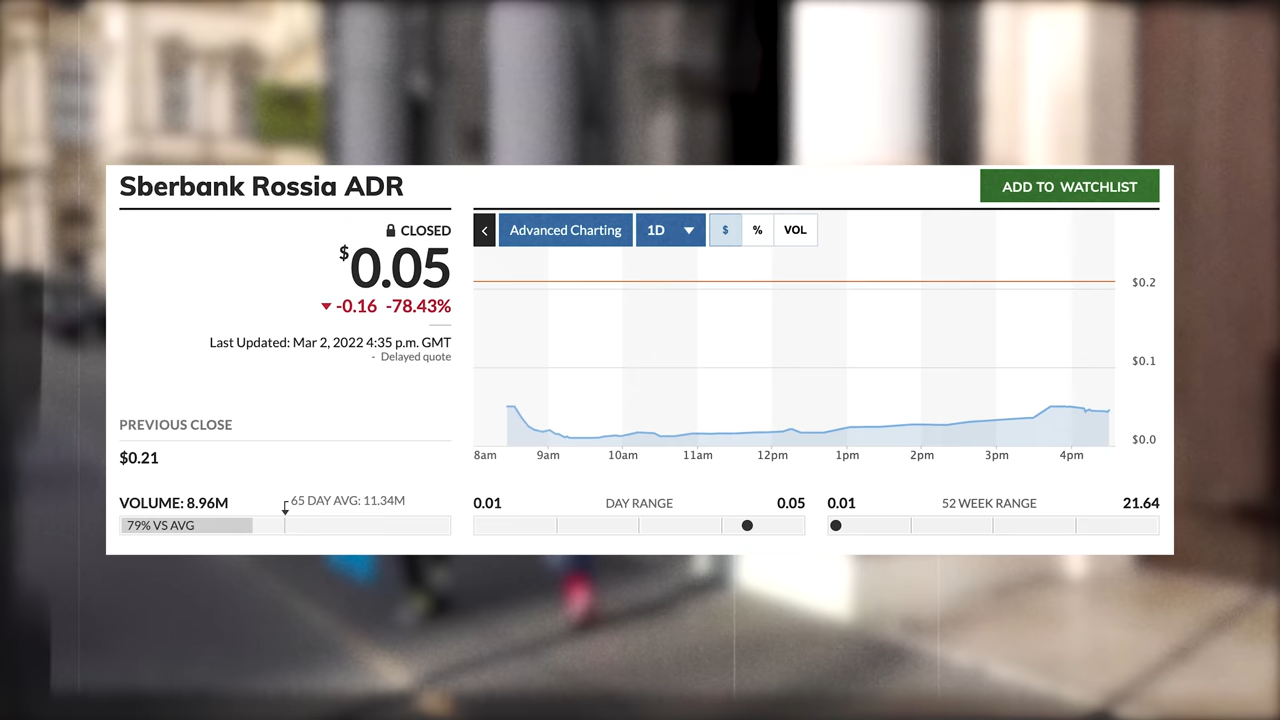 Sberbank Rossia ADR
ADD TO WATCHLIST
CLOSED
$0.05
-0.16 -78.43%
Last Updated: Mar 2, 2022 4:35 p.m. GMT
- Delayed quote
PREVIOUS CLOSE
$0.21
VOLUME: 8.96M
65 DAY AVG: 11.34M
79% VS AVG
Advanced Charting
1D
$
%
VOL
$0.2
$0.1
$0.0
8am 9am 10am 11am 12pm 1pm 2pm 3pm 4pm
0.01 DAY RANGE 0.05
0.01 52 WEEK RANGE 21.64